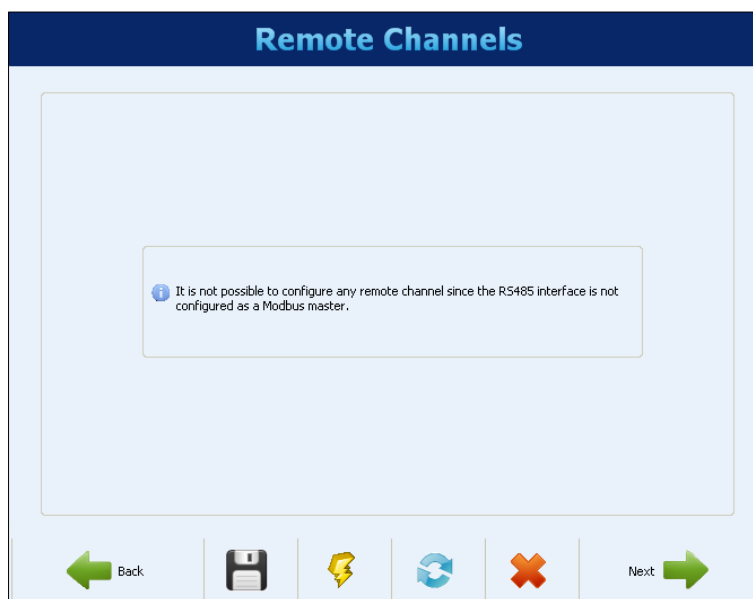 Remote Channels
It is not possible to configure any remote channel since the RS485 interface is not
configured as a Modbus master.
Back
Next